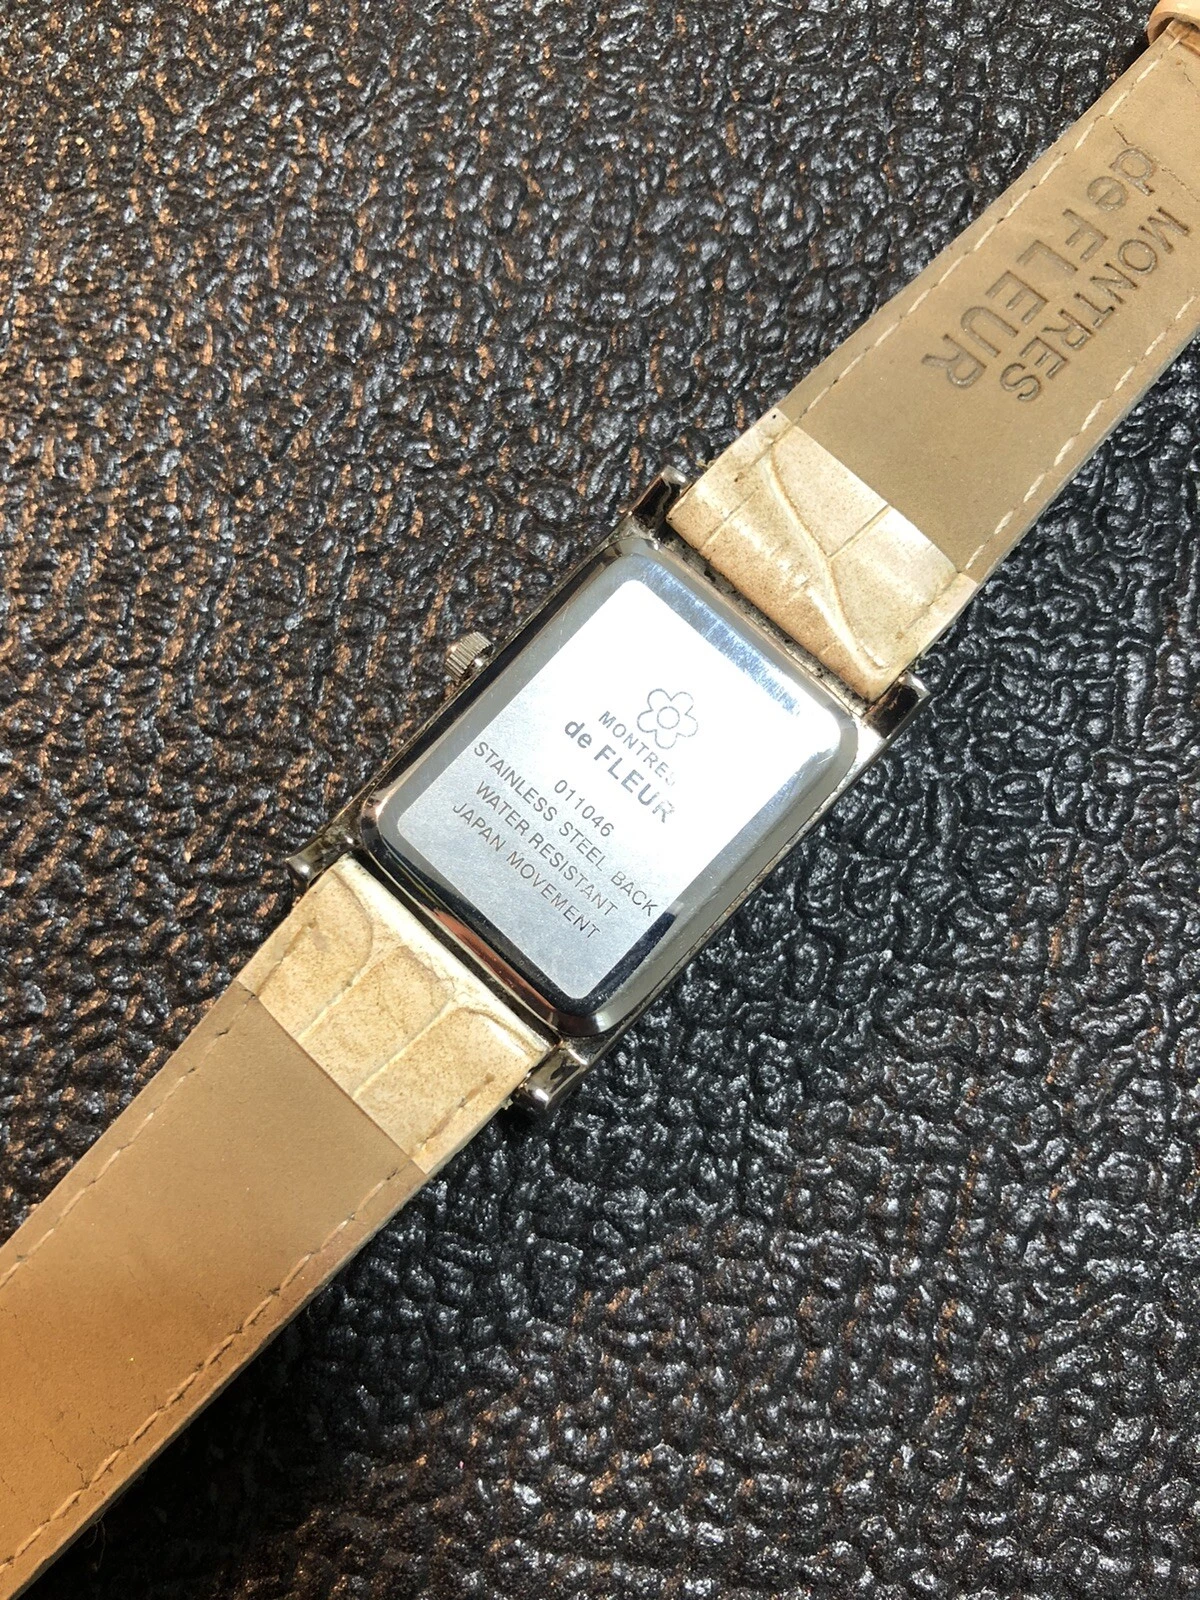 MONTRES
de FLEUR
011046
STAINLESS STEEL BACK
WATER RESISTANT
JAPAN MOVEMENT
MONTRES
de FLEUR